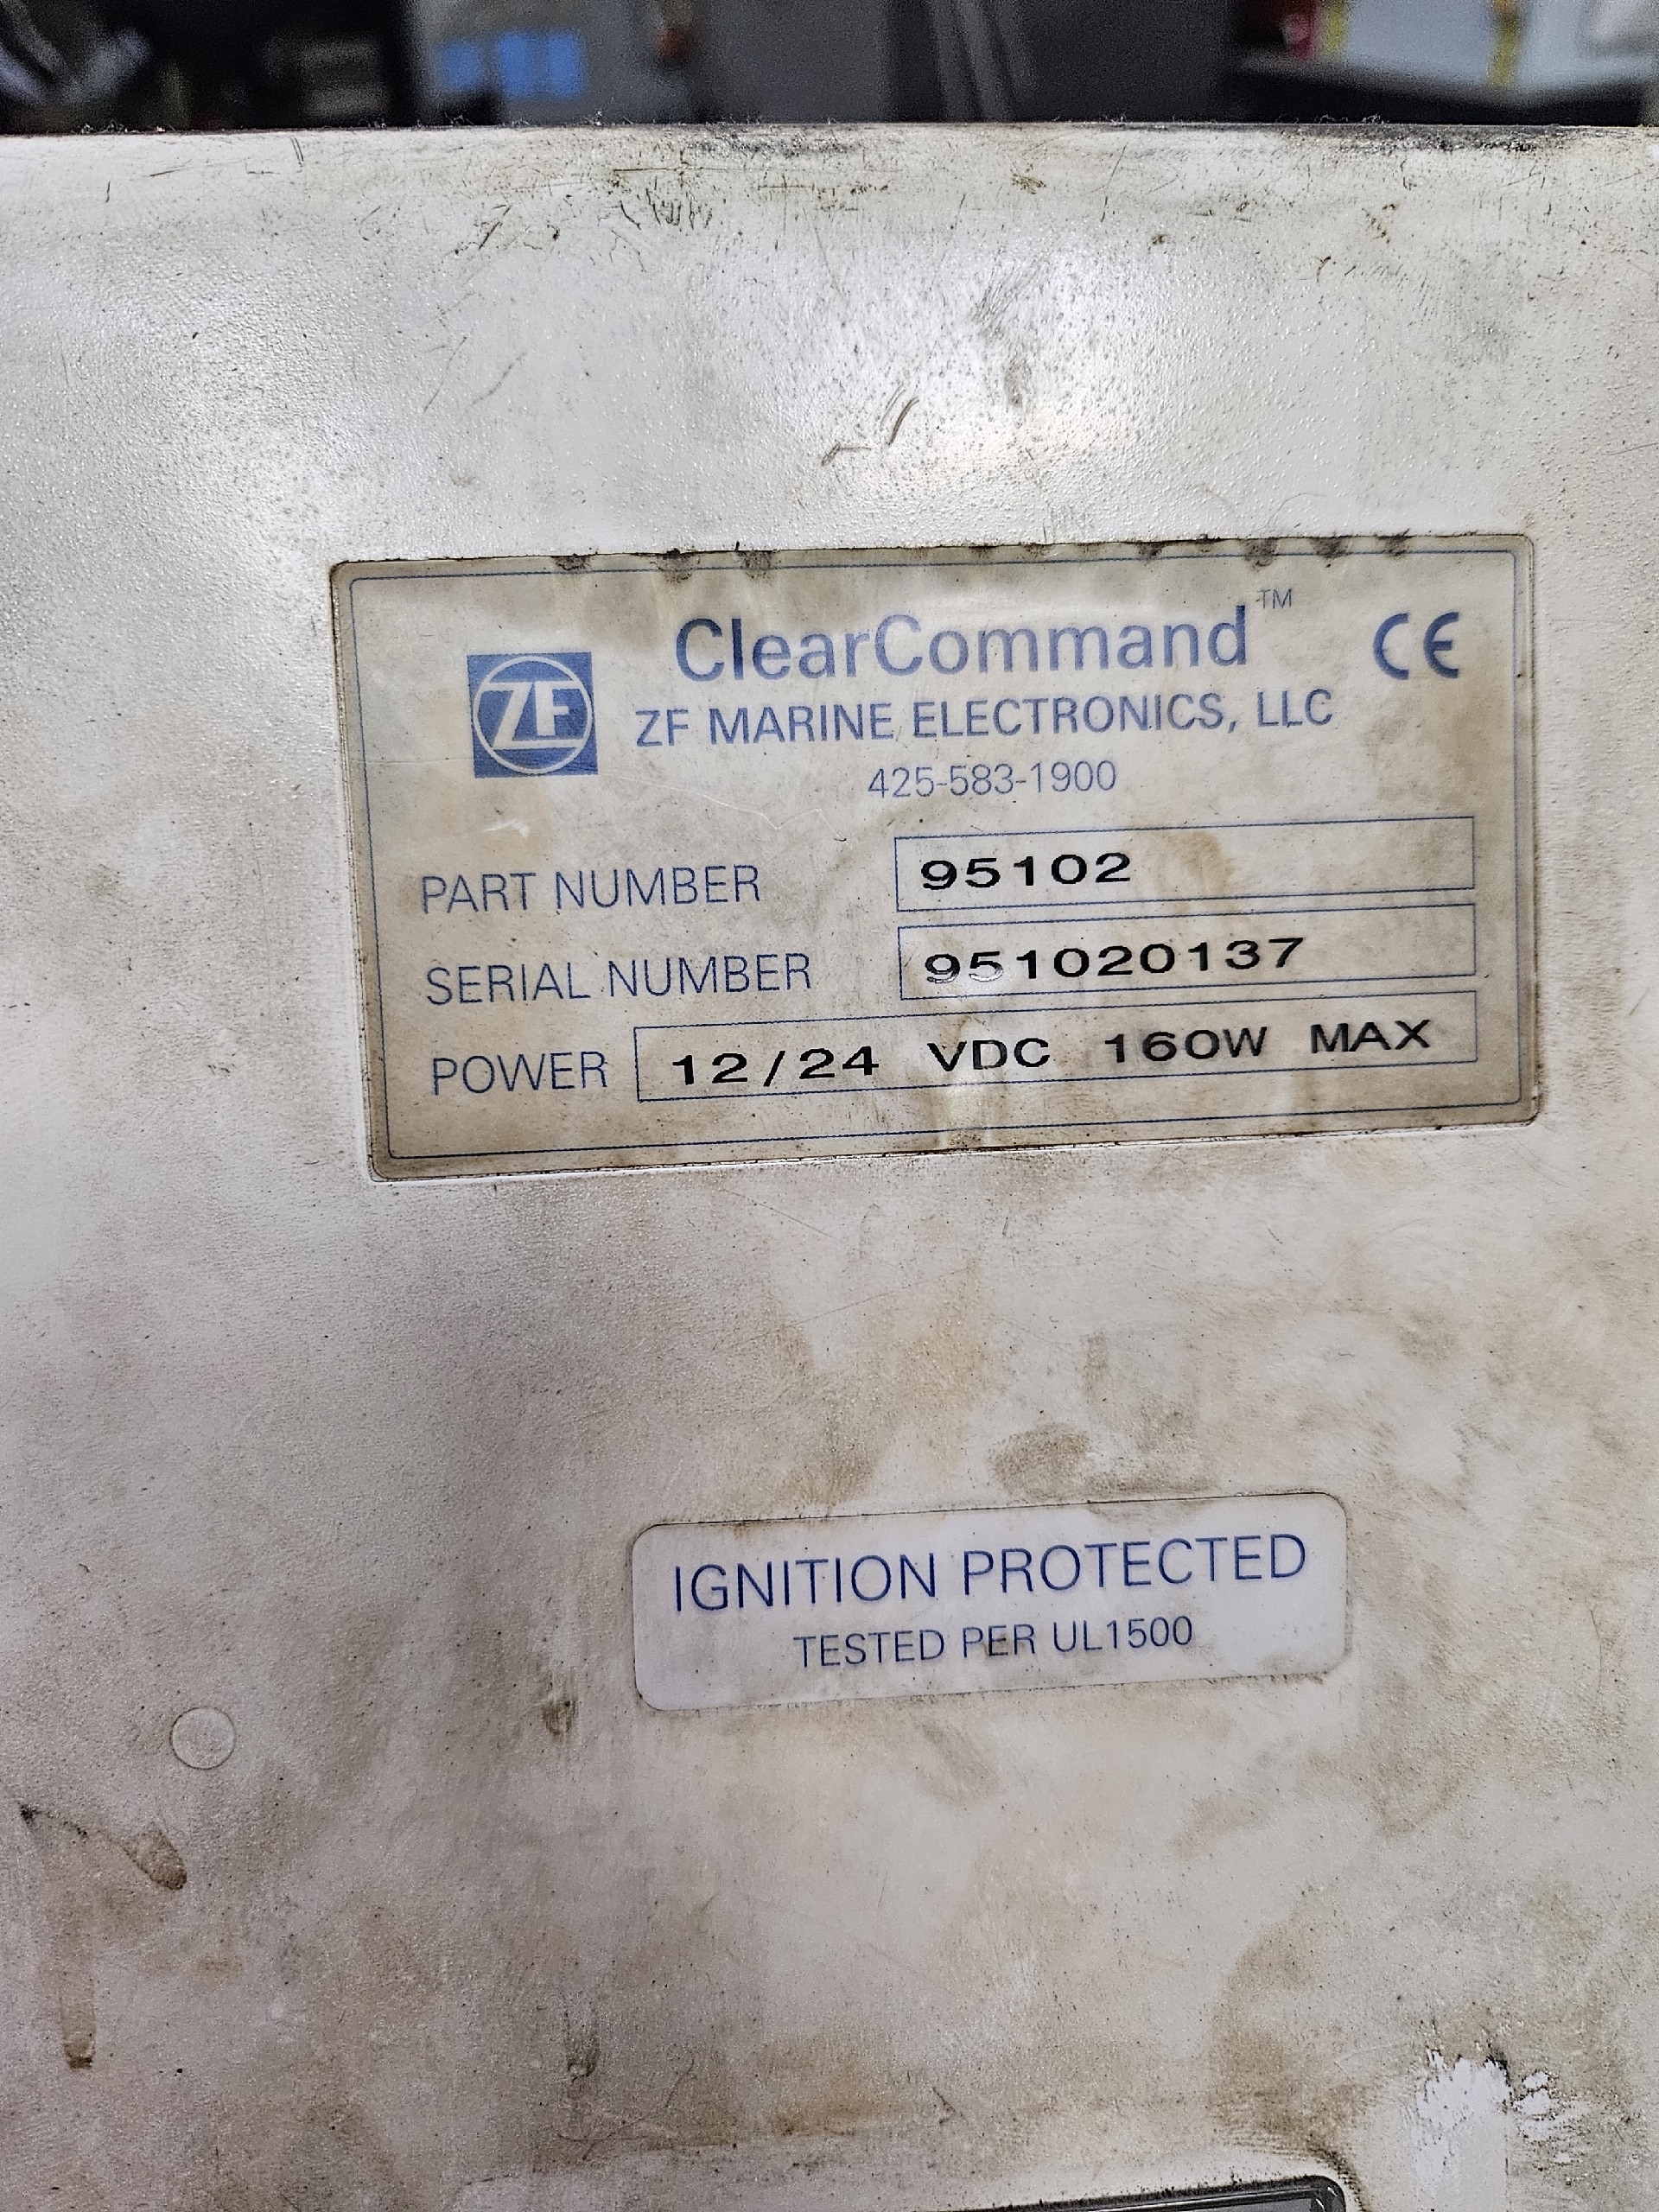 ClearCommand™ CE
ZF
ZF MARINE ELECTRONICS, LLC
425-583-1900
PART NUMBER 95102
SERIAL NUMBER 951020137
POWER 12/24 VDC 160W MAX
IGNITION PROTECTED
TESTED PER UL1500